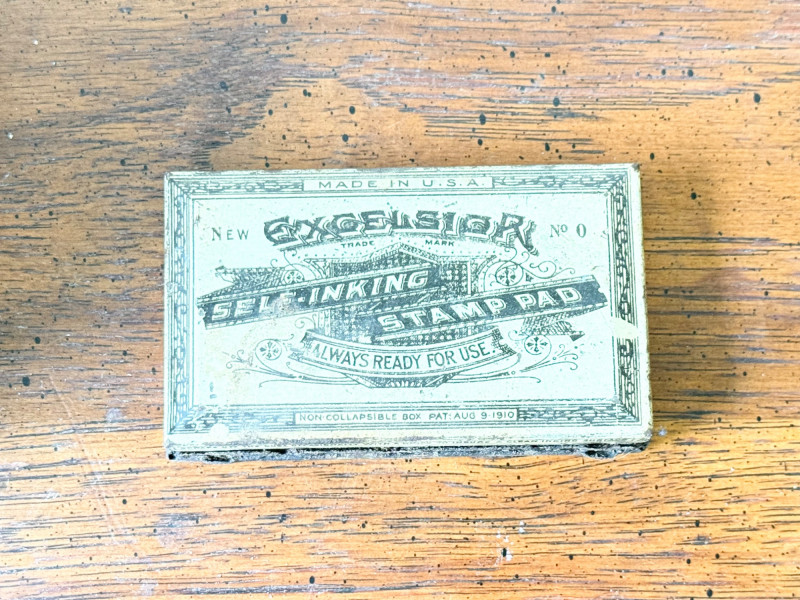 MADE IN U.S.A.
NEW EXCELSIOR Nº 0
TRADE MARK
SELF-INKING
STAMP PAD
ALWAYS READY FOR USE.
NON COLLAPSIBLE BOX PAT. AUG 9 1910